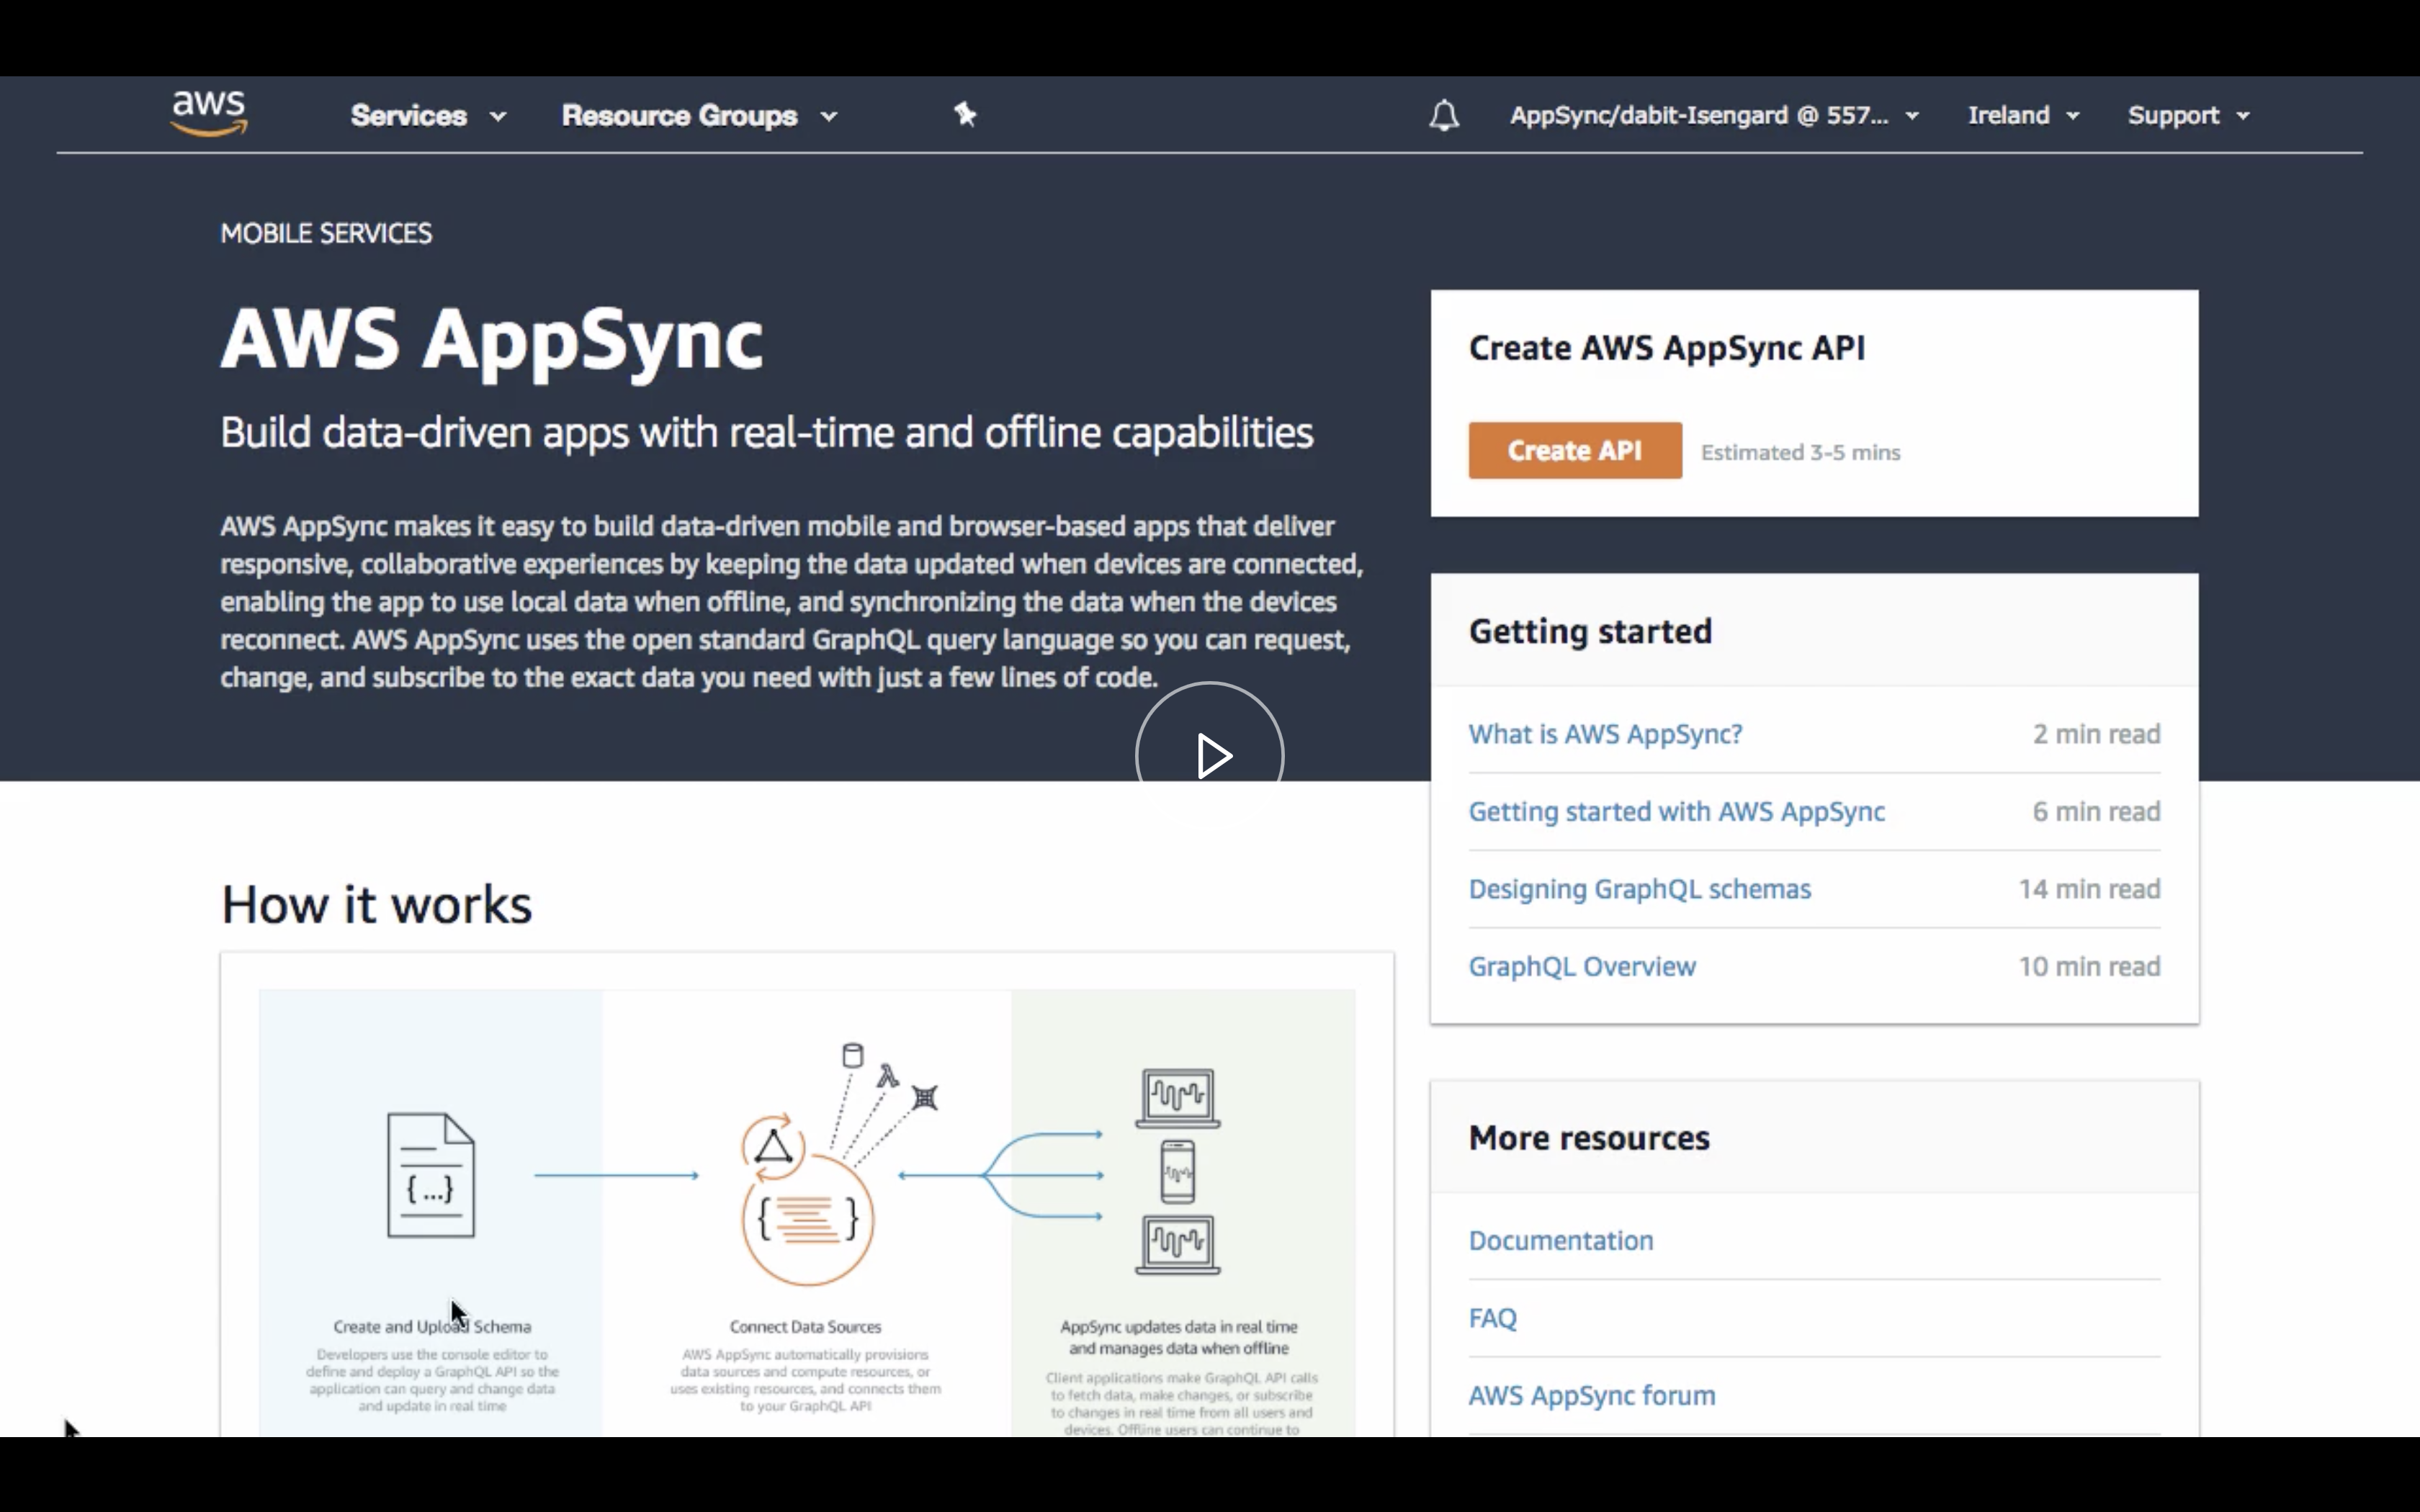 aws
Services
Resource Groups
AppSync/dabit-Isengard @ 557...
Ireland
Support
MOBILE SERVICES
AWS AppSync
Build data-driven apps with real-time and offline capabilities
AWS AppSync makes it easy to build data-driven mobile and browser-based apps that deliver
responsive, collaborative experiences by keeping the data updated when devices are connected,
enabling the app to use local data when offline, and synchronizing the data when the devices
reconnect. AWS AppSync uses the open standard GraphQL query language so you can request,
change, and subscribe to the exact data you need with just a few lines of code.
Create AWS AppSync API
Create API
Estimated 3-5 mins
Getting started
What is AWS AppSync?
2 min read
Getting started with AWS AppSync
6 min read
Designing GraphQL schemas
14 min read
GraphQL Overview
10 min read
How it works
{ ... }
{ }
Create and Upload Schema
Developers use the console editor to
define and deploy a GraphQL API so the
application can query and change data
and update in real time
Connect Data Sources
AWS AppSync automatically provisions
data sources and compute resources, or
uses existing resources, and connects them
to your GraphQL API
AppSync updates data in real time
and manages data when offline
Client applications make GraphQL API calls
to fetch data, make changes, or subscribe
to changes in real time from all users and
devices. Offline users can continue to
More resources
Documentation
FAQ
AWS AppSync forum